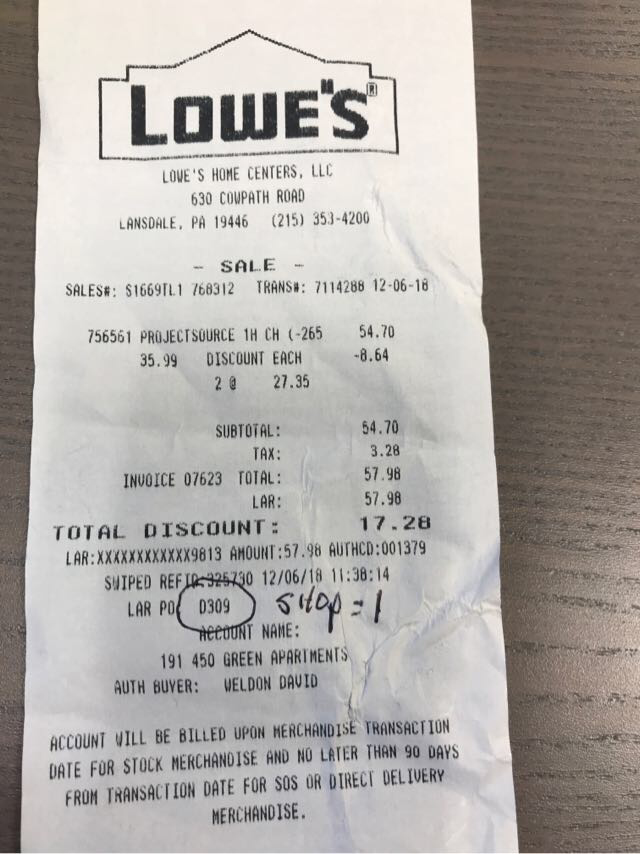 LOWE'S®
LOWE'S HOME CENTERS, LLC
630 COWPATH ROAD
LANSDALE, PA 19446 (215) 353-4200
- SALE -
SALES#: S1669TL1 768312 TRANS#: 7114288 12-06-18
756561 PROJECTSOURCE 1H CH (-265 54.70
35.99 DISCOUNT EACH -8.64
2 @ 27.35
SUBTOTAL: 54.70
TAX: 3.28
INVOICE 07623 TOTAL: 57.98
LAR: 57.98
TOTAL DISCOUNT: 17.28
LAR:XXXXXXXXXXXX9813 AMOUNT:57.98 AUTHCD:001379
SWIPED REFID:325730 12/06/18 11:38:14
LAR PO D309 SHOP = 1
ACCOUNT NAME:
191 450 GREEN APARTMENTS
AUTH BUYER: WELDON DAVID
ACCOUNT WILL BE BILLED UPON MERCHANDISE TRANSACTION
DATE FOR STOCK MERCHANDISE AND NO LATER THAN 90 DAYS
FROM TRANSACTION DATE FOR SOS OR DIRECT DELIVERY
MERCHANDISE.